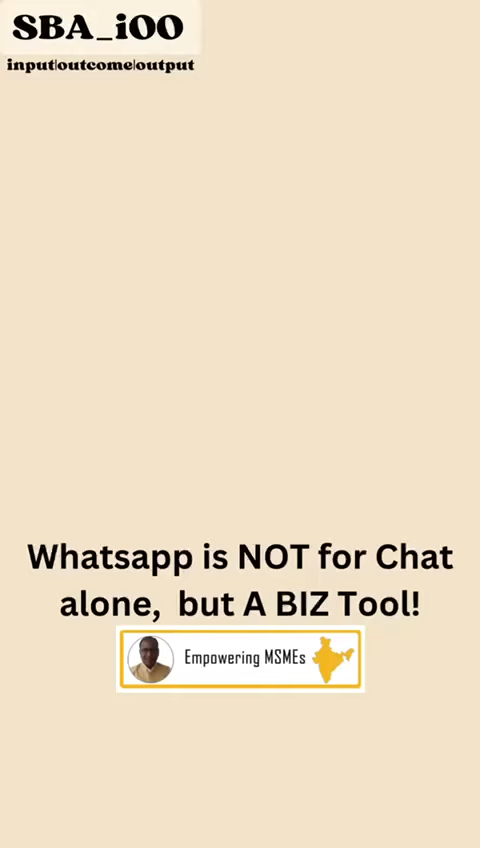 SBA_iOO
input|outcome|output
Whatsapp is NOT for Chat
alone, but A BIZ Tool!
Empowering MSMEs